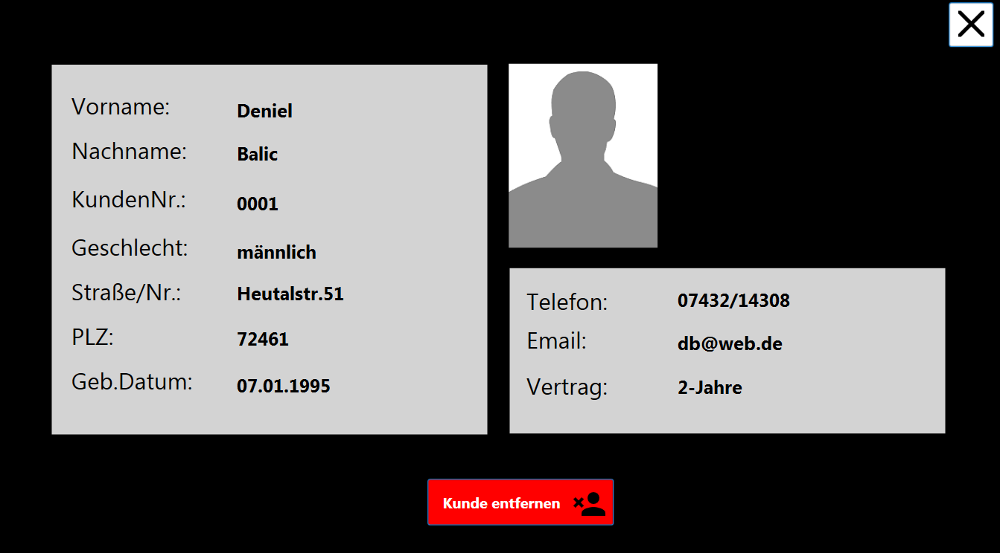 Vorname: Deniel
Nachname: Balic
KundenNr.: 0001
Geschlecht: männlich
Straße/Nr.: Heutalstr.51
PLZ: 72461
Geb.Datum: 07.01.1995
Telefon: 07432/14308
Email: db@web.de
Vertrag: 2-Jahre
Kunde entfernen